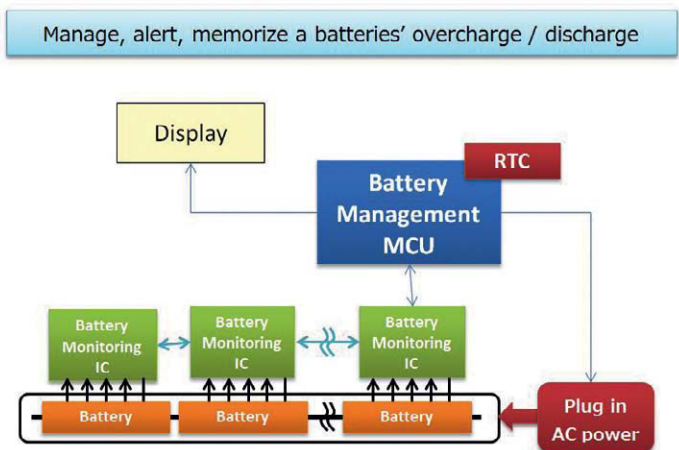 Manage, alert, memorize a batteries’ overcharge / discharge
Display
RTC
Battery
Management
MCU
Battery
Monitoring
IC
Battery
Monitoring
IC
Battery
Monitoring
IC
Battery
Battery
Battery
Plug in
AC power